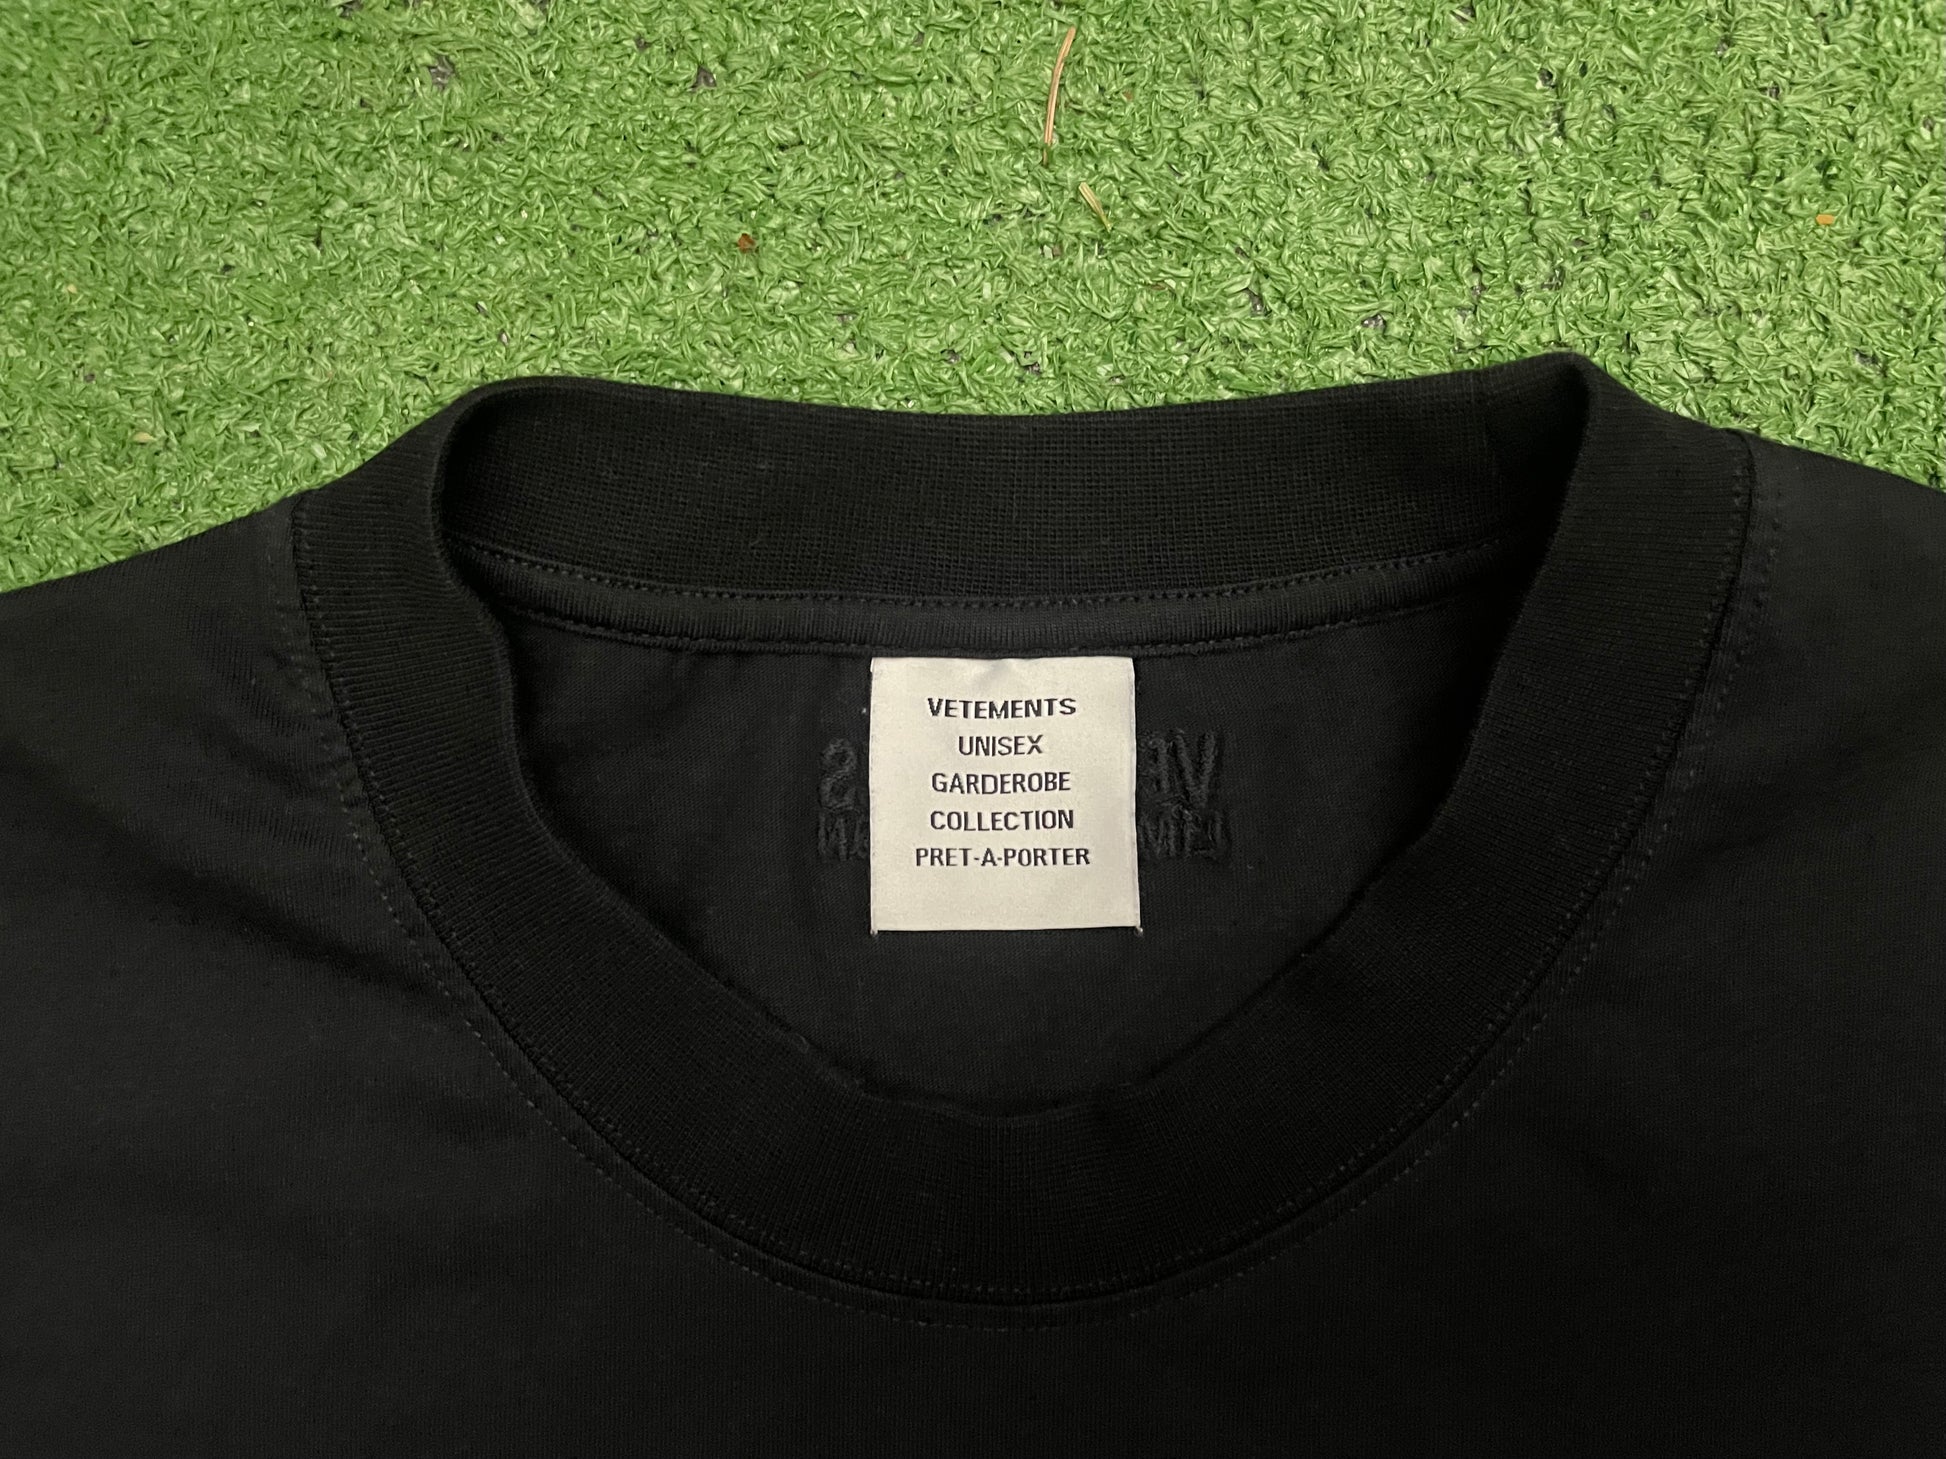 VETEMENTS
UNISEX
GARDEROBE
COLLECTION
PRET-A-PORTER